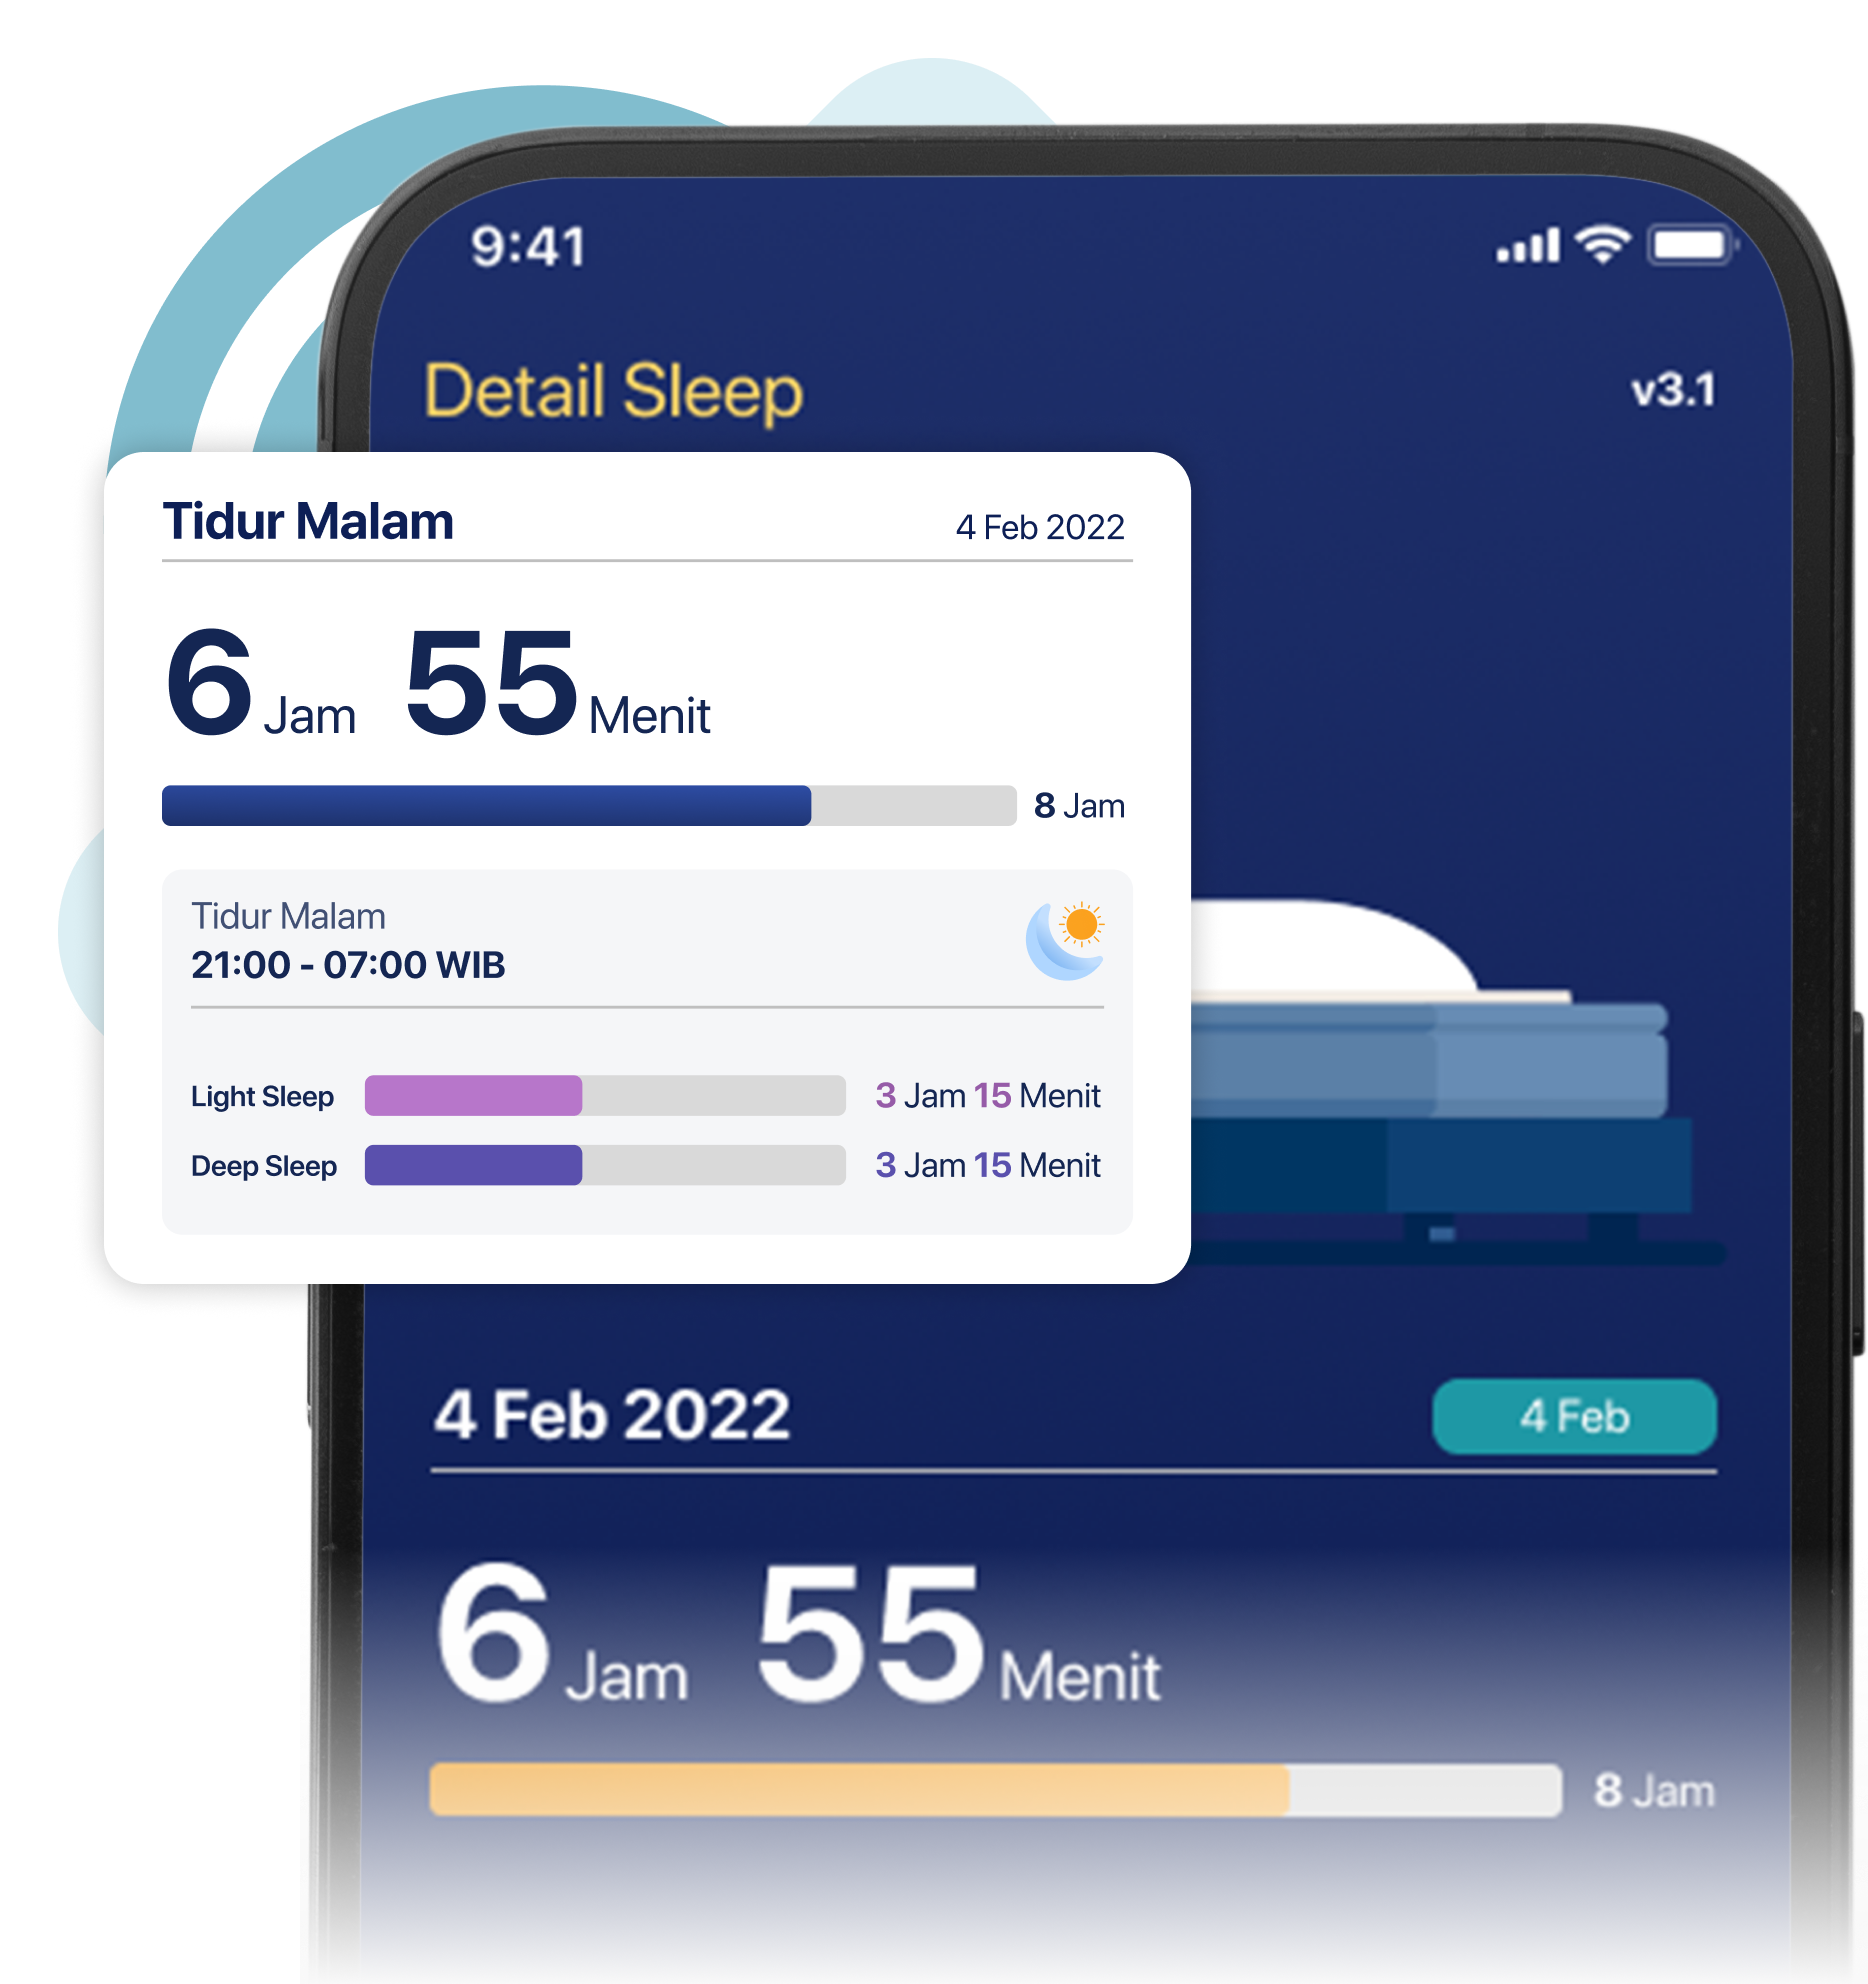 9:41
Detail Sleep
v3.1
Tidur Malam
4 Feb 2022
6 Jam 55 Menit
8 Jam
Tidur Malam
21:00 - 07:00 WIB
Light Sleep
3 Jam 15 Menit
Deep Sleep
3 Jam 15 Menit
4 Feb 2022
4 Feb
6 Jam 55 Menit
8 Jam